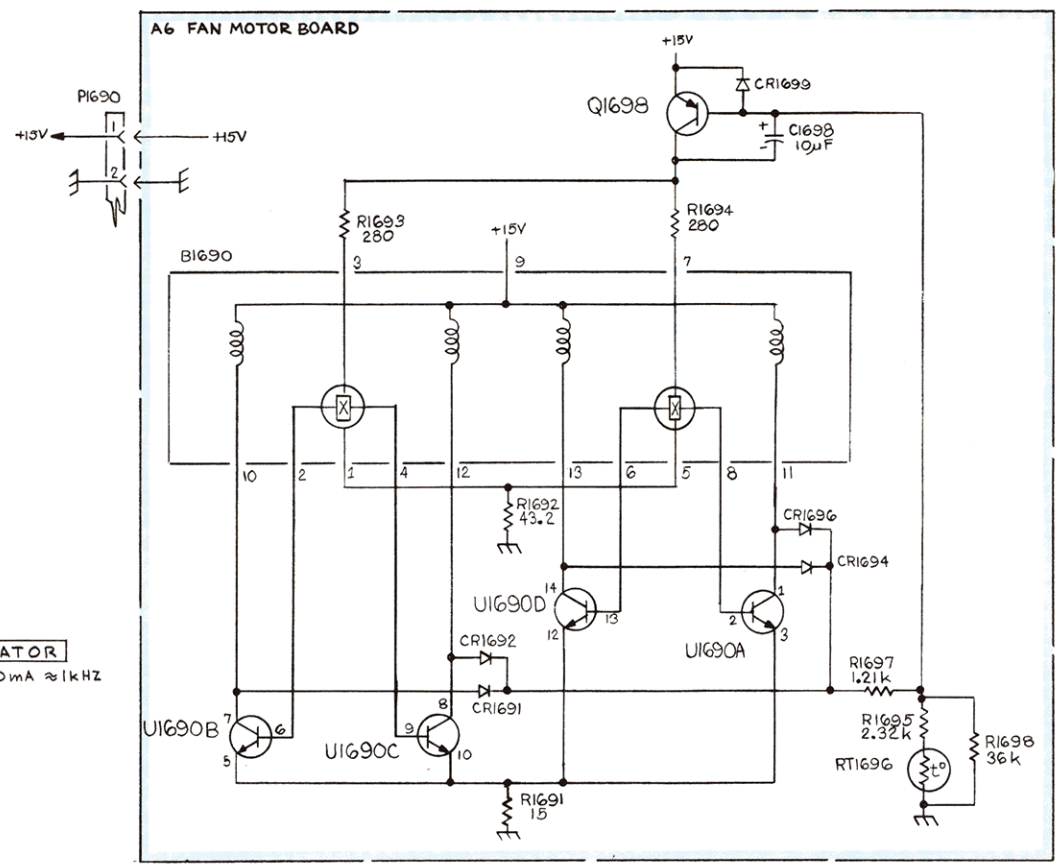 A6 FAN MOTOR BOARD
+15V
P1690
CR1699
Q1698
1
+15V
+15V
+
-
C1698
10µF
2
R1693
280
R1694
280
+15V
B1690
3
9
7
10
2
1
4
12
13
6
5
8
11
R1692
43.2
CR1696
CR1694
14
U1690D
13
1
2
12
3
CR1692
U1690A
R1697
1.21k
CR1691
ATOR
0mA ≈1kHZ
7
8
R1695
2.32k
U1690B
6
9
R1698
36k
U1690C
10
5
RT1696
t°
R1691
15